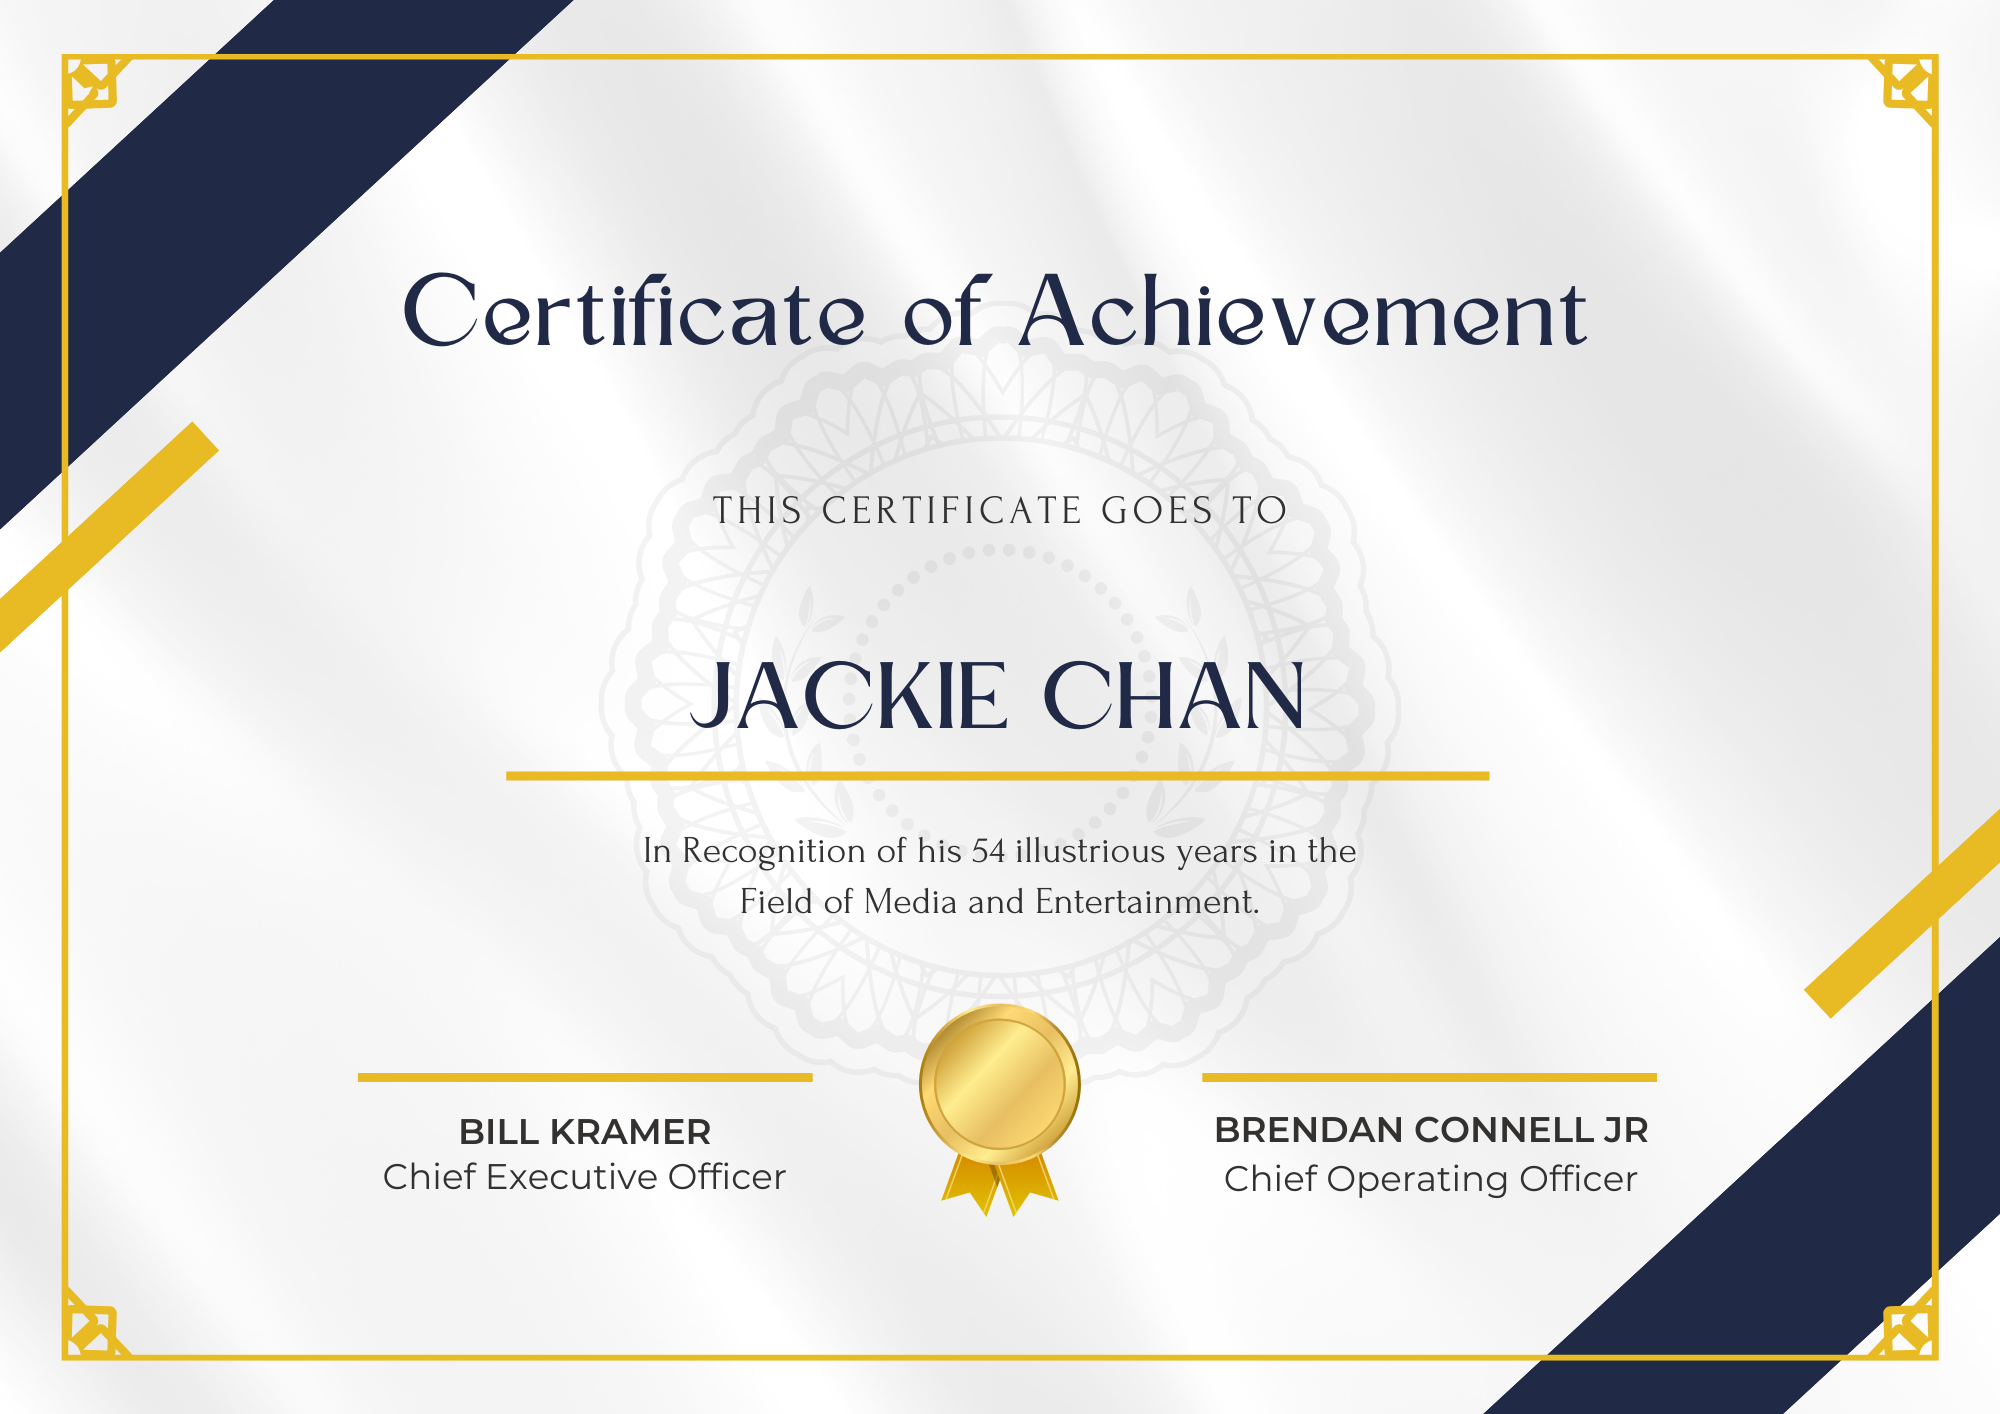 Certificate of Achievement
THIS CERTIFICATE GOES TO
JACKIE CHAN
In Recognition of his 54 illustrious years in the
Field of Media and Entertainment.
BILL KRAMER
Chief Executive Officer
BRENDAN CONNELL JR
Chief Operating Officer